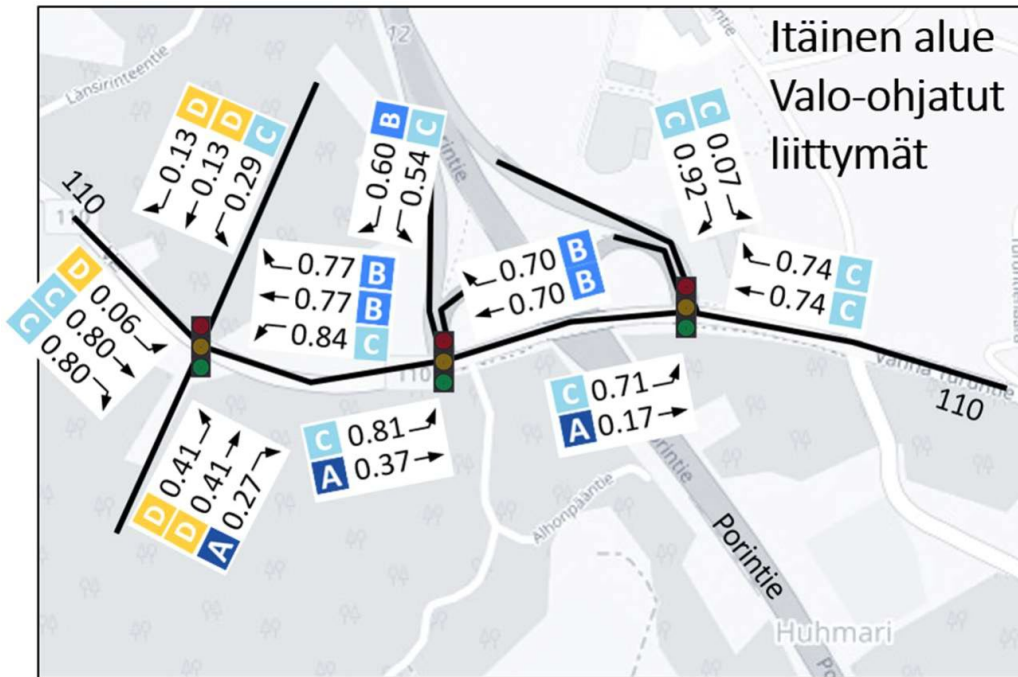 Itäinen alue
Valo-ohjatut
liittymät
12
Länsirinteentie
110
110
D 0.13
D 0.13
C 0.29
B 0.60
C 0.54
C 0.92
C 0.07
0.77 B
0.77 B
0.84 C
0.70 B
0.70 B
0.74 C
0.74 C
D 0.06
C 0.80
C 0.80
110
Vanha Turuntie
110
C 0.81
A 0.37
C 0.71
A 0.17
D 0.41
D 0.41
A 0.27
Alhonpääntie
Porintie
Huhmari